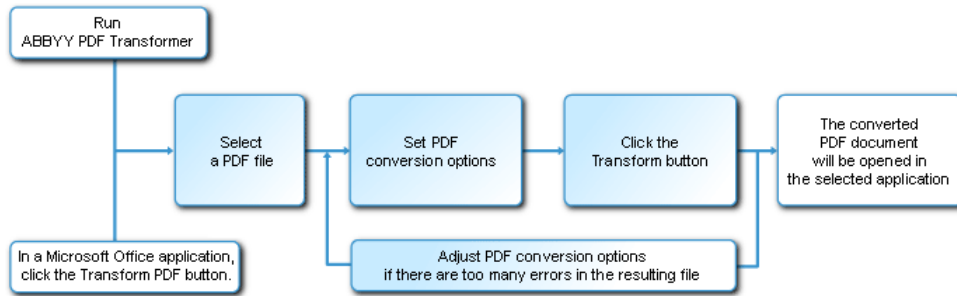 Run
ABBYY PDF Transformer
Select
a PDF file
Set PDF
conversion options
Click the
Transform button
The converted
PDF document
will be opened in
the selected application
In a Microsoft Office application,
click the Transform PDF button.
Adjust PDF conversion options
if there are too many errors in the resulting file